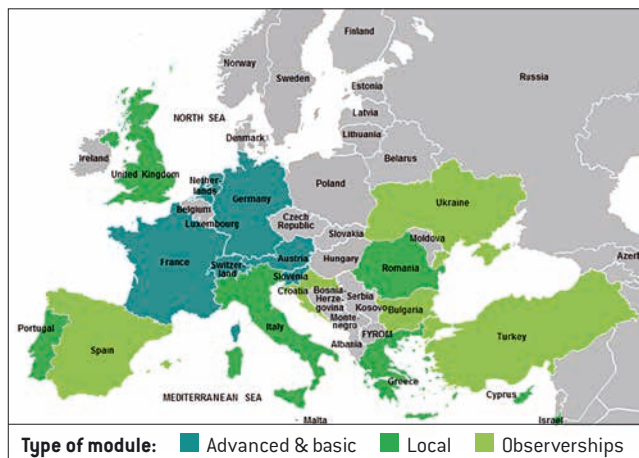 Finland
Norway
Sweden
Russia
Estonia
Latvia
Lithuania
NORTH SEA
Denmark
Ireland
United Kingdom
Belarus
Nether-
lands
Poland
Germany
Belgium
Luxembourg
Ukraine
Czech
Republic
Slovakia
Moldova
France
Austria
Hungary
Switzer-
land
Slovenia
Romania
Croatia
Azerb
Bosnia
Herze-
govina
Serbia
Monte-
negro
Kosovo
Bulgaria
Portugal
Spain
Italy
FYROM
Albania
Turkey
Greece
MEDITERRANEAN SEA
Cyprus
Malta
Israel
Type of module: Advanced & basic Local Observerships